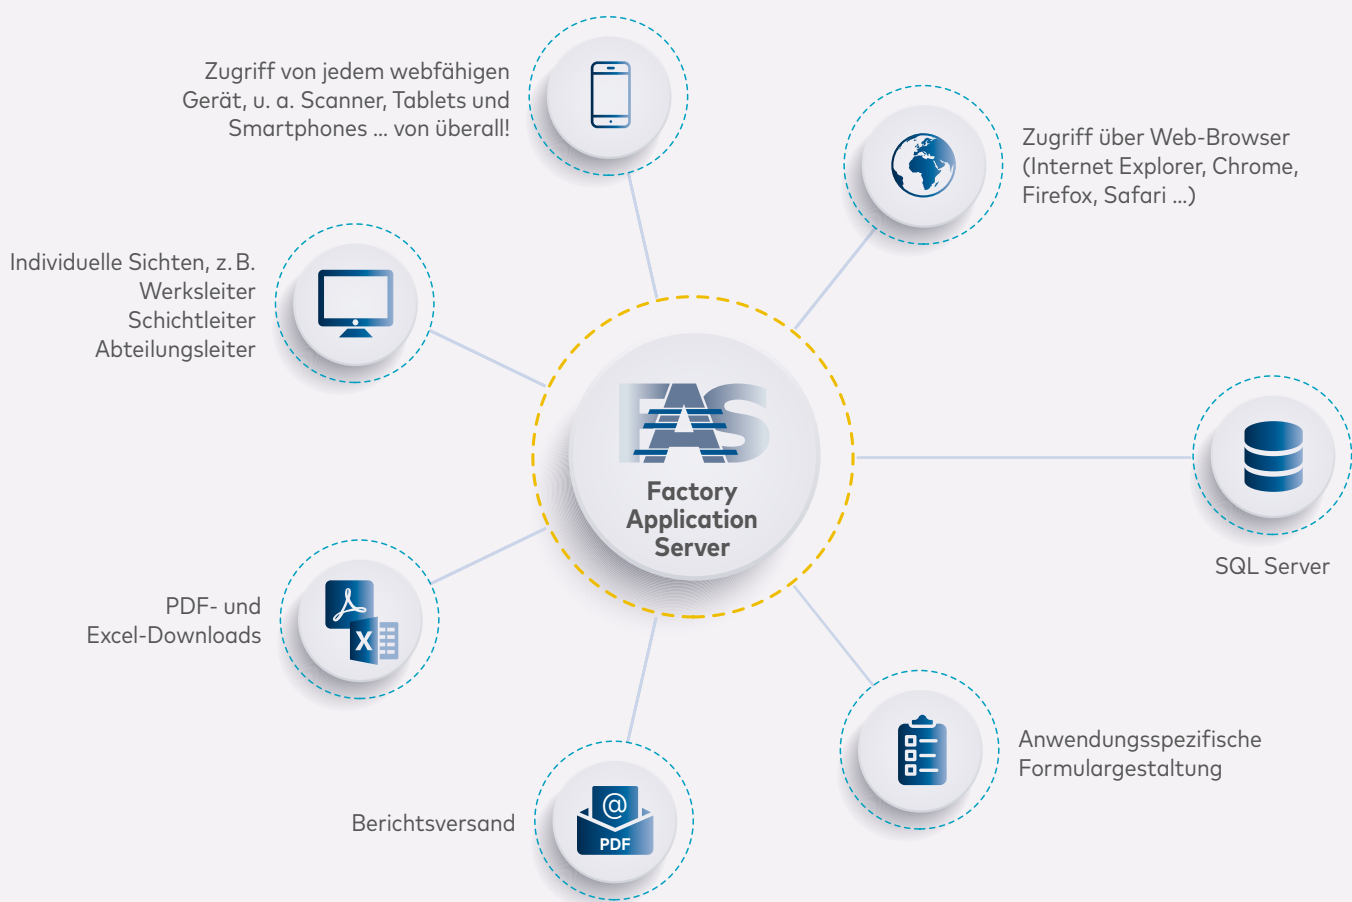 Zugriff von jedem webfähigen
Gerät, u. a. Scanner, Tablets und
Smartphones ... von überall!
Zugriff über Web-Browser
(Internet Explorer, Chrome,
Firefox, Safari ...)
Individuelle Sichten, z. B.
Werksleiter
Schichtleiter
Abteilungsleiter
FAS
Factory
Application
Server
SQL Server
PDF- und
Excel-Downloads
X
Anwendungsspezifische
Formulargestaltung
Berichtsversand
@
PDF